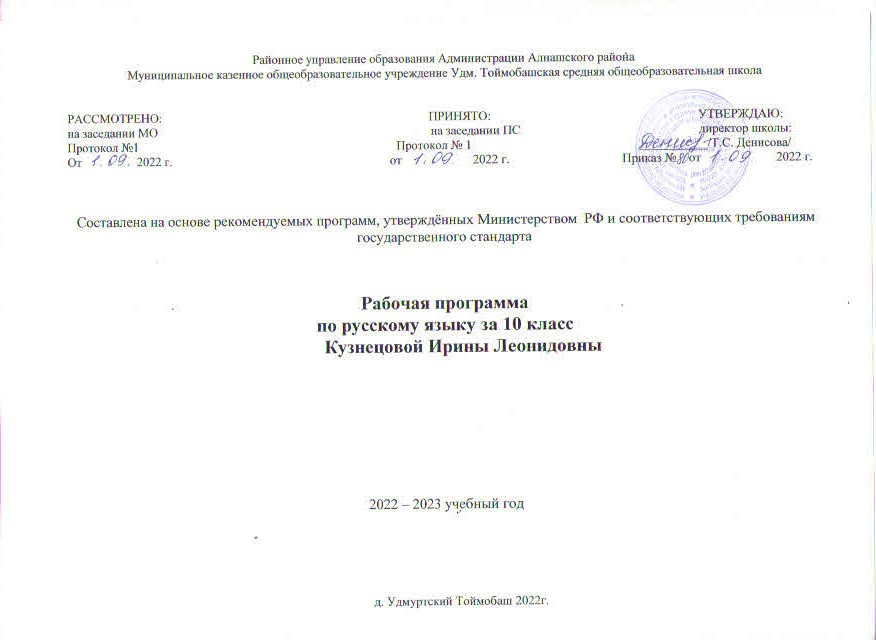 Районное управление образования Администрации Алнашского района
Муниципальное казенное общеобразовательное учреждение Удм. Тоймобашская средняя общеобразовательная школа
РАССМОТРЕНО: ПРИНЯТО: УТВЕРЖДАЮ:
на заседании МО на заседании ПС директор школы:
Протокол №1 Протокол № 1 Денис /Г.С. Денисова/
От 1.09. 2022 г. от 1.09 2022 г. Приказ № от 1.09 2022 г.
Составлена на основе рекомендуемых программ, утверждённых Министерством РФ и соответствующих требованиям
государственного стандарта
Рабочая программа
по русскому языку за 10 класс
Кузнецовой Ирины Леонидовны
2022 – 2023 учебный год
д. Удмуртский Тоймобаш 2022г.